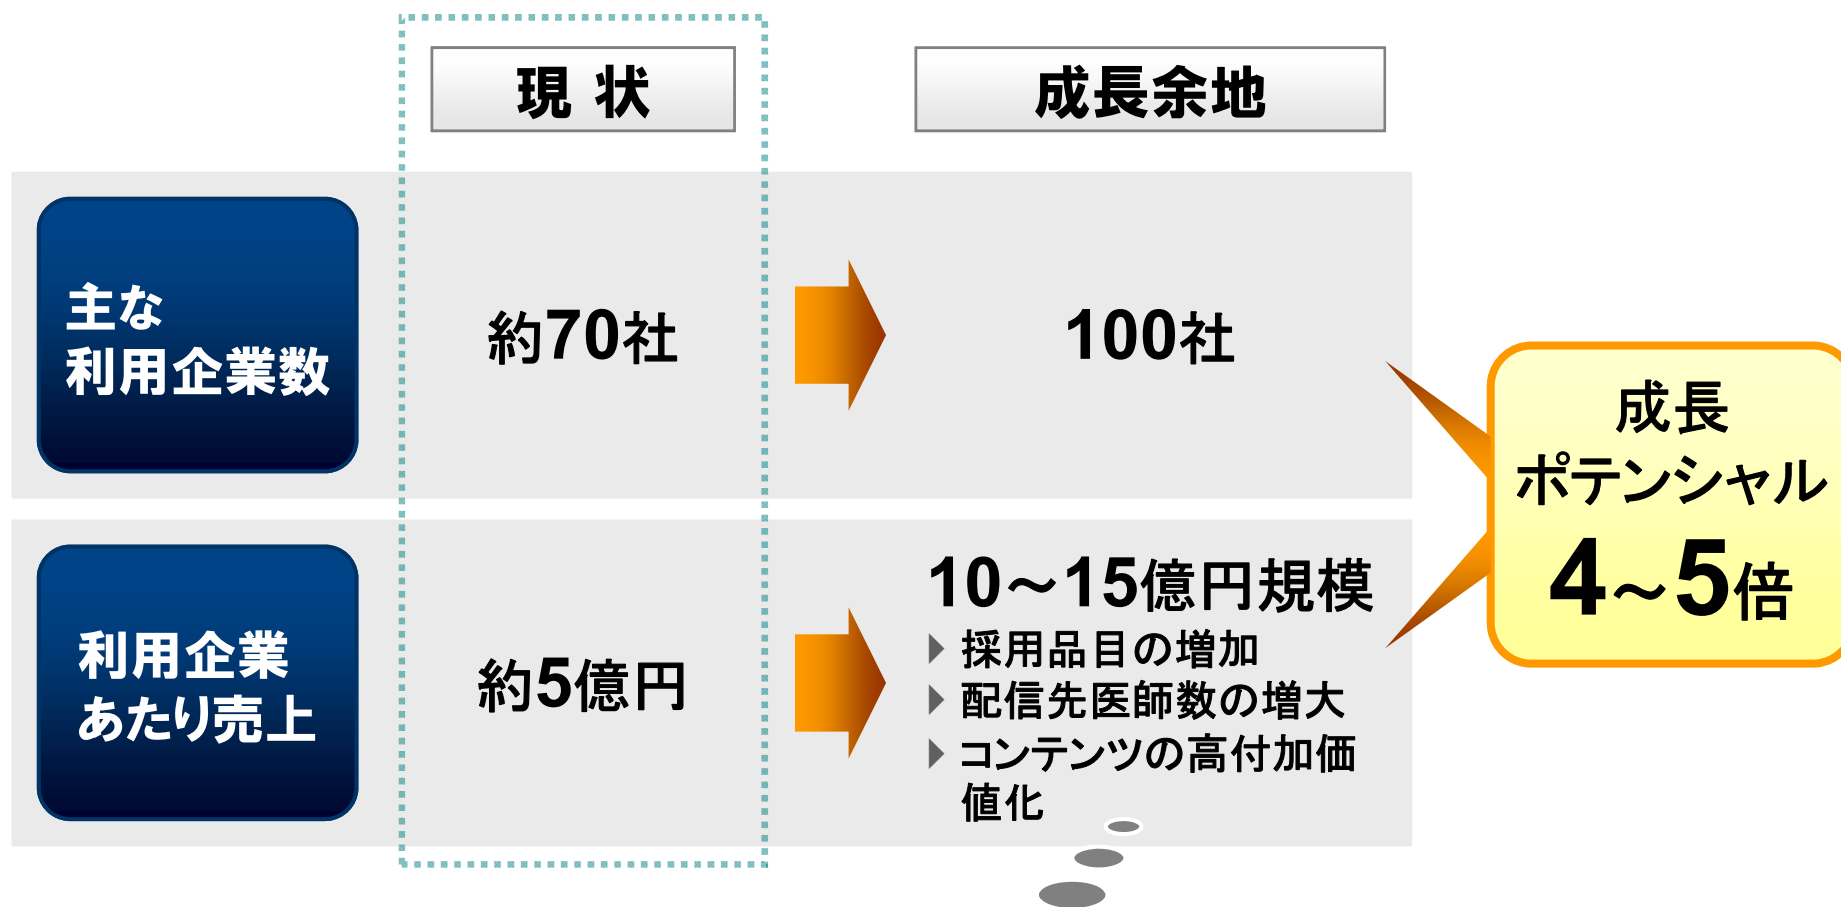 現 状
成長余地
主な
利用企業数
約70社
100社
利用企業
あたり売上
約5億円
10～15億円規模
採用品目の増加
配信先医師数の増大
コンテンツの高付加価
値化
成長
ポテンシャル
4～5倍